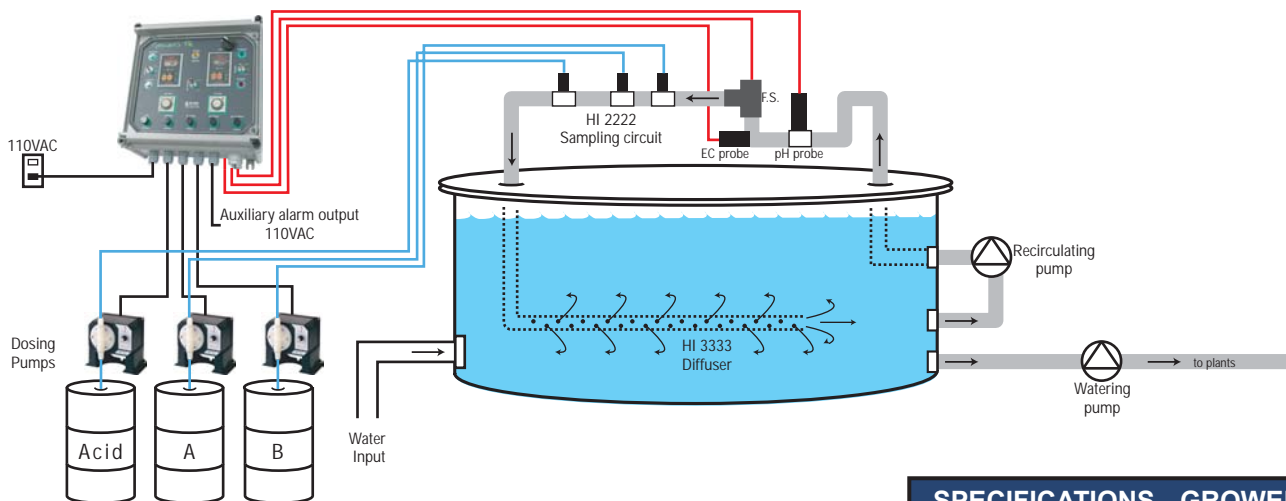 F.S.
HI 2222
Sampling circuit
EC probe
pH probe
110VAC
Auxiliary alarm output
110VAC
Recirculating
pump
Dosing
Pumps
HI 3333
Diffuser
to plants
Watering
pump
Water
Input
Acid
A
B
SPECIFICATIONS
GROWE